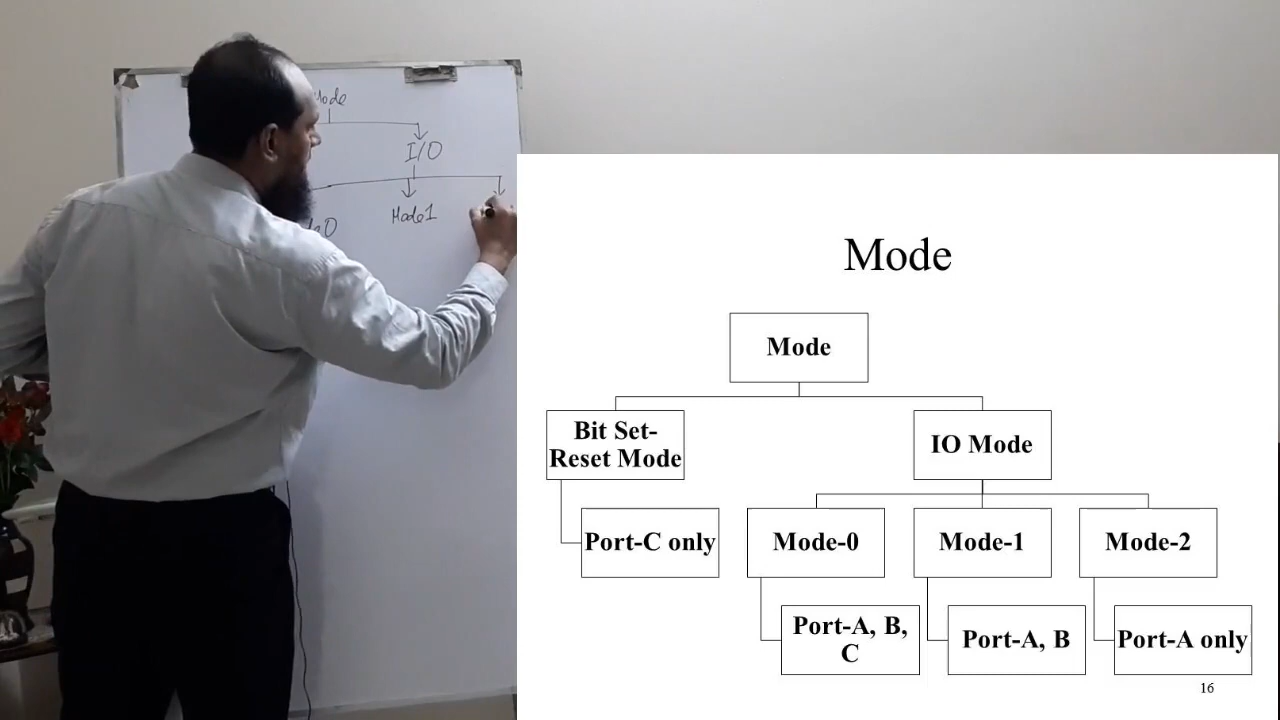 Mode
I/O
Mode1
Mode
Mode
Bit Set-
Reset Mode
IO Mode
Port-C only
Mode-0
Mode-1
Mode-2
Port-A, B,
C
Port-A, B
Port-A only
16